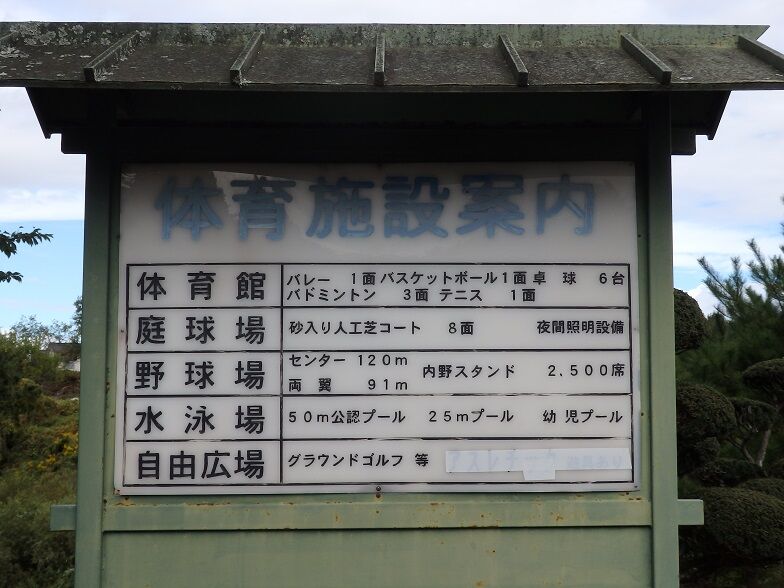 体育施設案内
体育館 バレー 1面 バスケットボール 1面 卓球 6台
バドミントン 3面 テニス 1面
庭球場 砂入り人工芝コート 8面 夜間照明設備
野球場 センター 120m 内野スタンド 2,500席
両翼 91m
水泳場 50m公認プール 25mプール 幼児プール
自由広場 グラウンドゴルフ 等 アスレチック